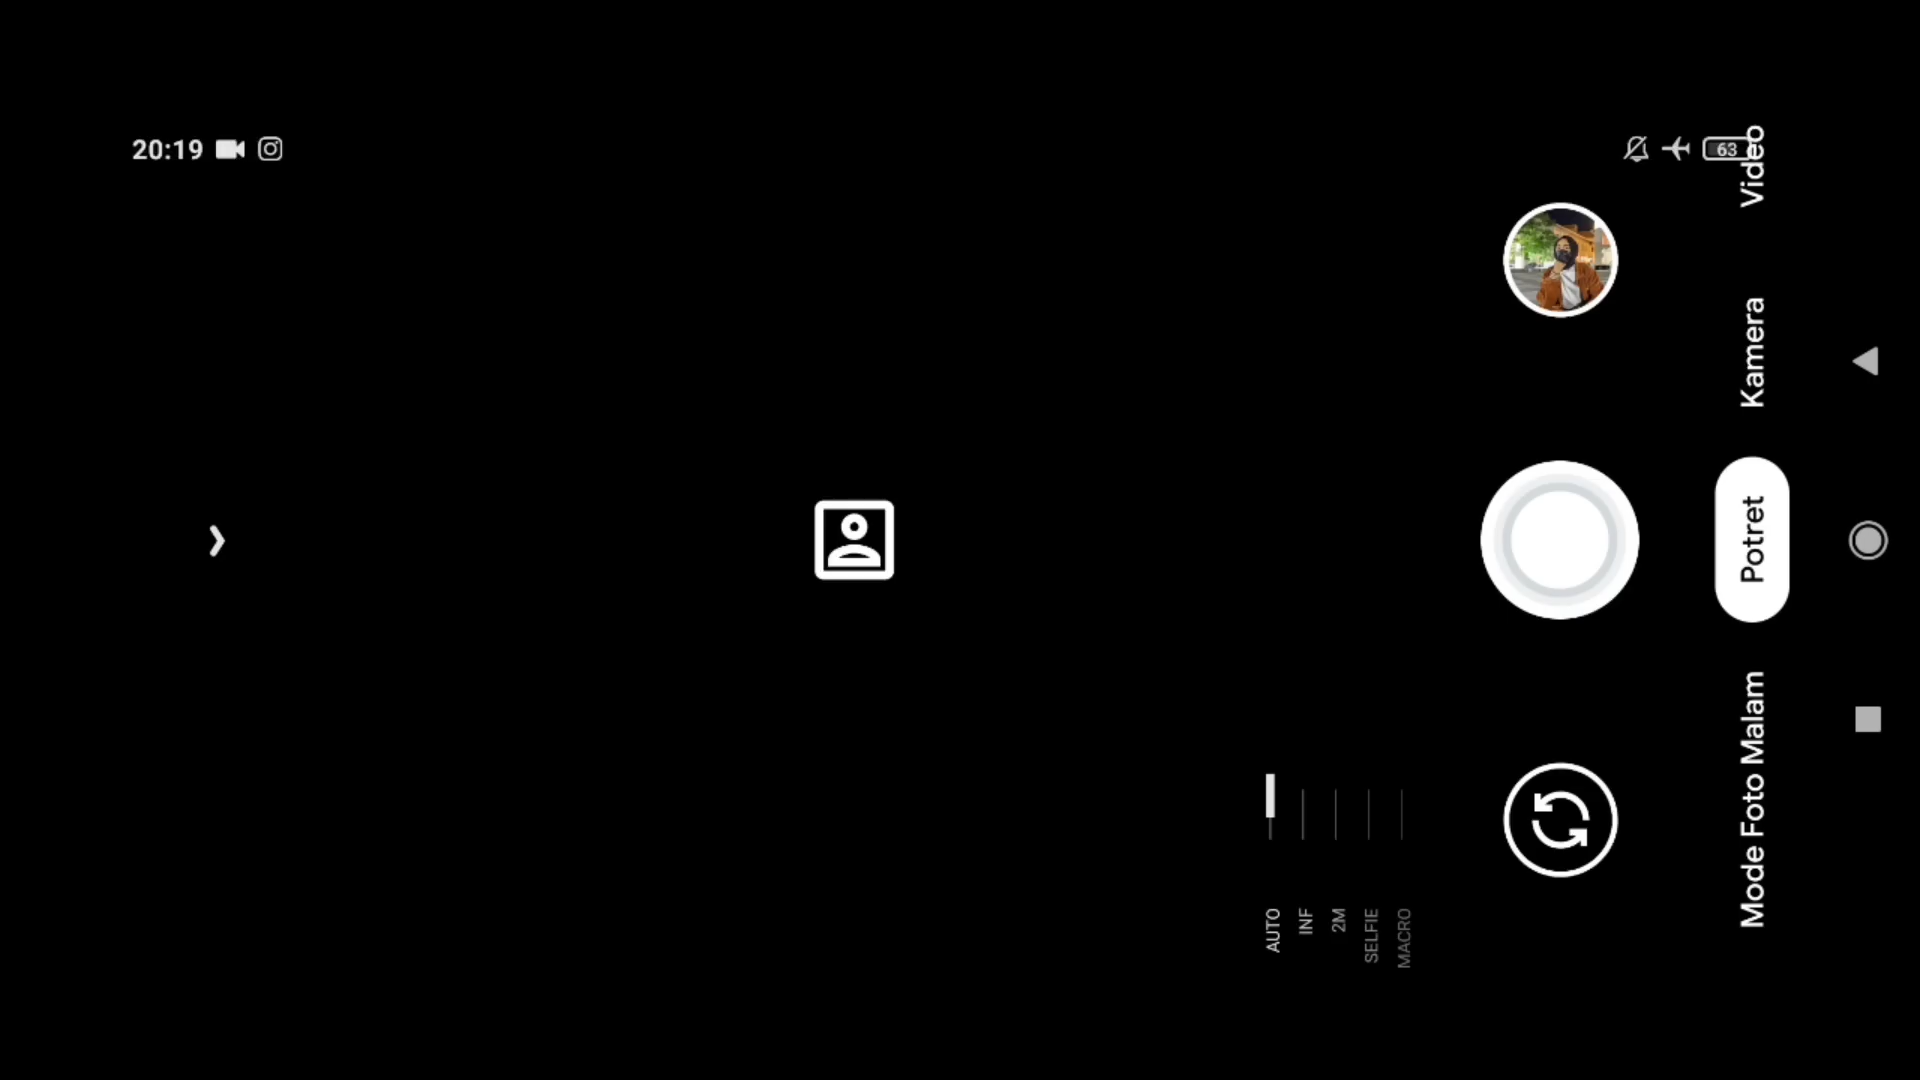 20:19
63
Video
Kamera
Potret
Mode Foto Malam
AUTO
INF
2M
SELFIE
MACRO